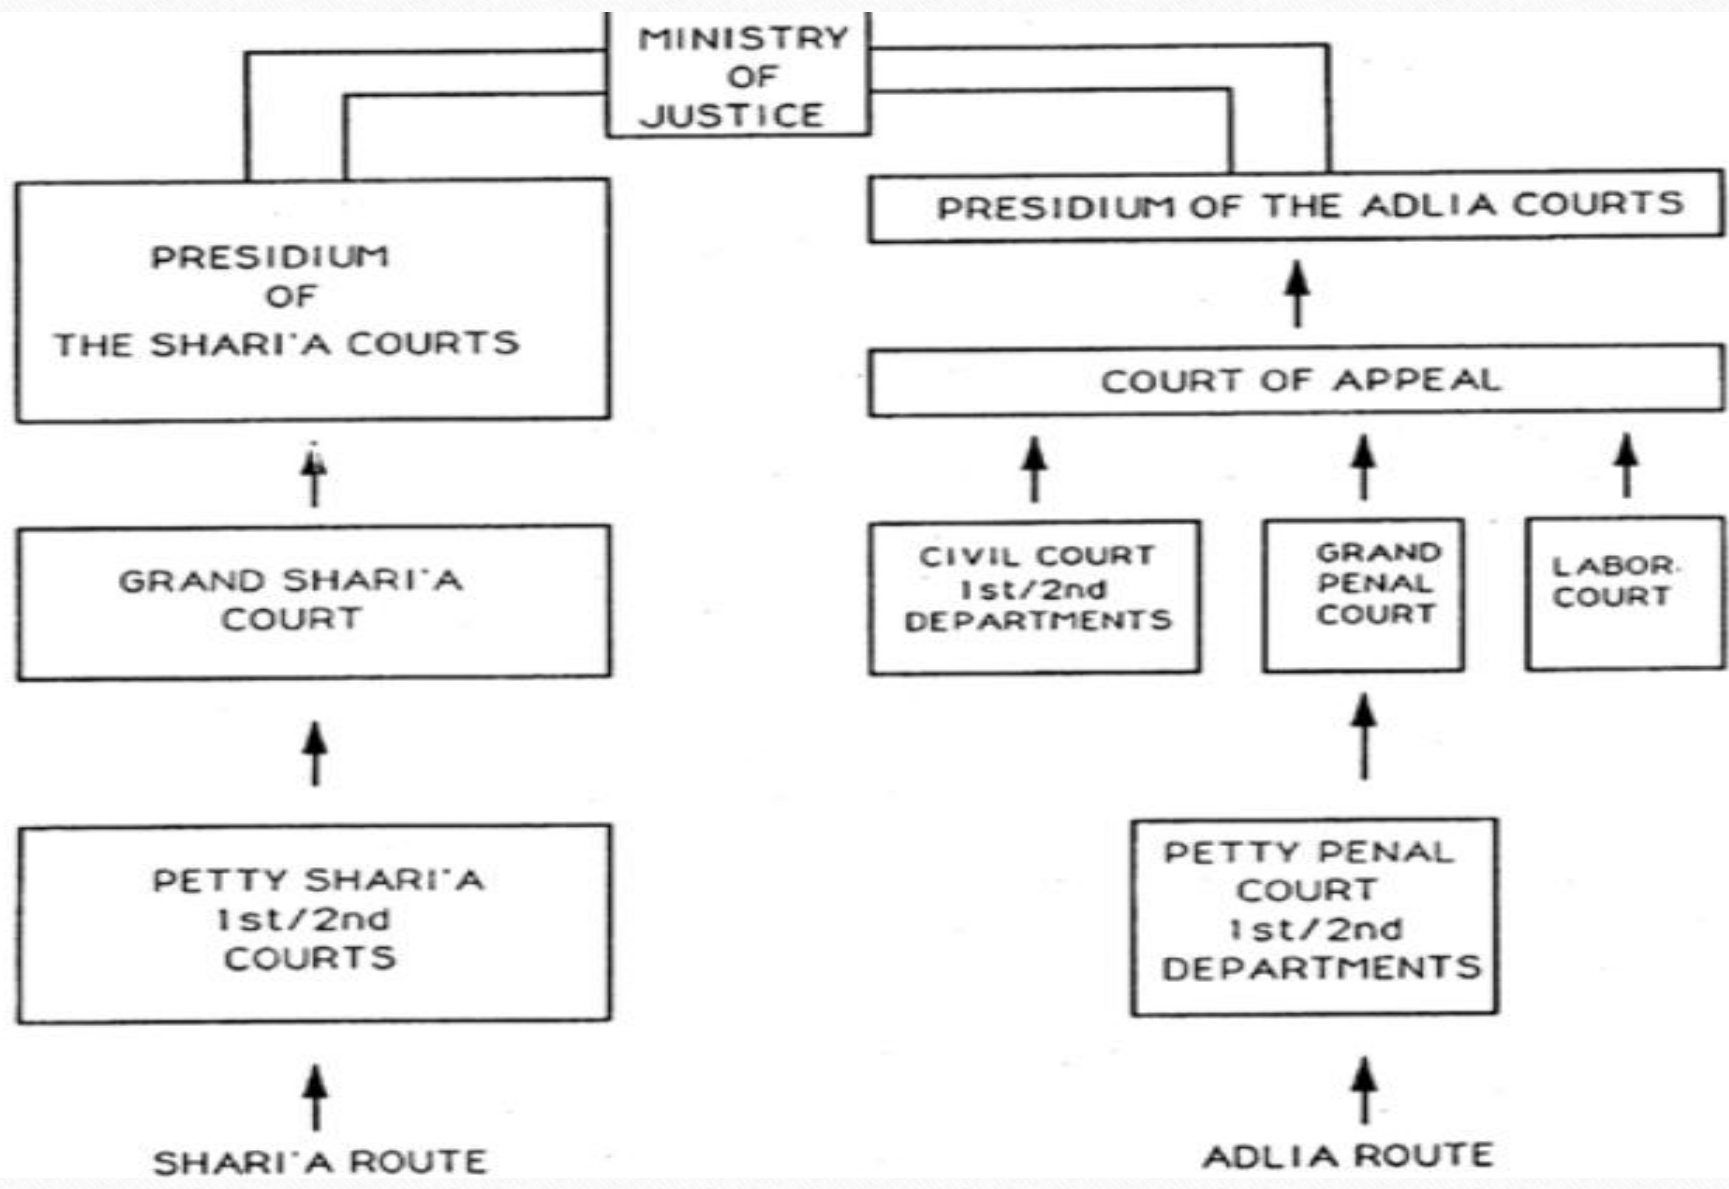 MINISTRY
OF
JUSTICE
PRESIDIUM
OF
THE SHARI'A COURTS
PRESIDIUM OF THE ADLIA COURTS
COURT OF APPEAL
GRAND SHARI'A
COURT
CIVIL COURT
1st/2nd
DEPARTMENTS
GRAND
PENAL
COURT
LABOR
COURT
PETTY SHARI'A
1st/2nd
COURTS
PETTY PENAL
COURT
1st/2nd
DEPARTMENTS
SHARI'A ROUTE
ADLIA ROUTE